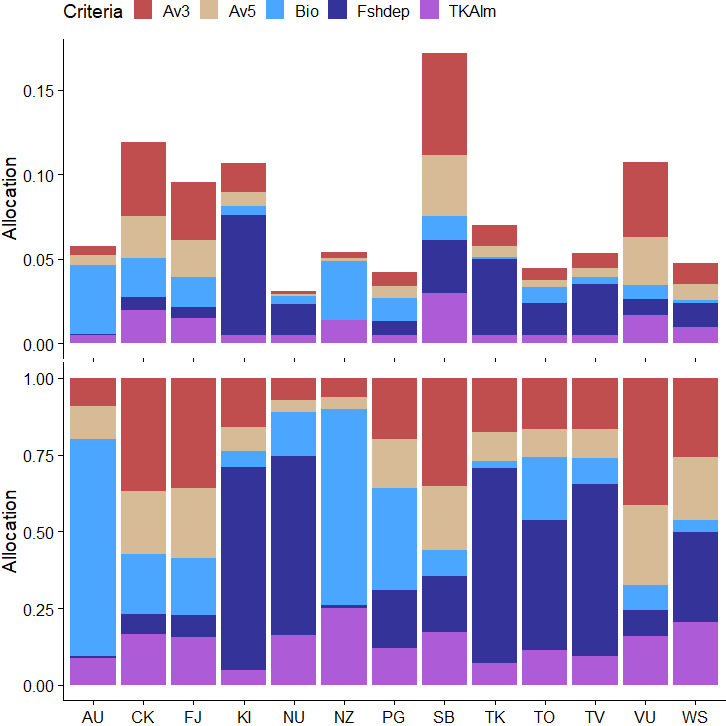 Criteria Av3 Av5 Bio Fshdep TKAlm
Allocation
0.15
0.10
0.05
0.00
Allocation
1.00
0.75
0.50
0.25
0.00
AU CK FJ KI NU NZ PG SB TK TO TV VU WS